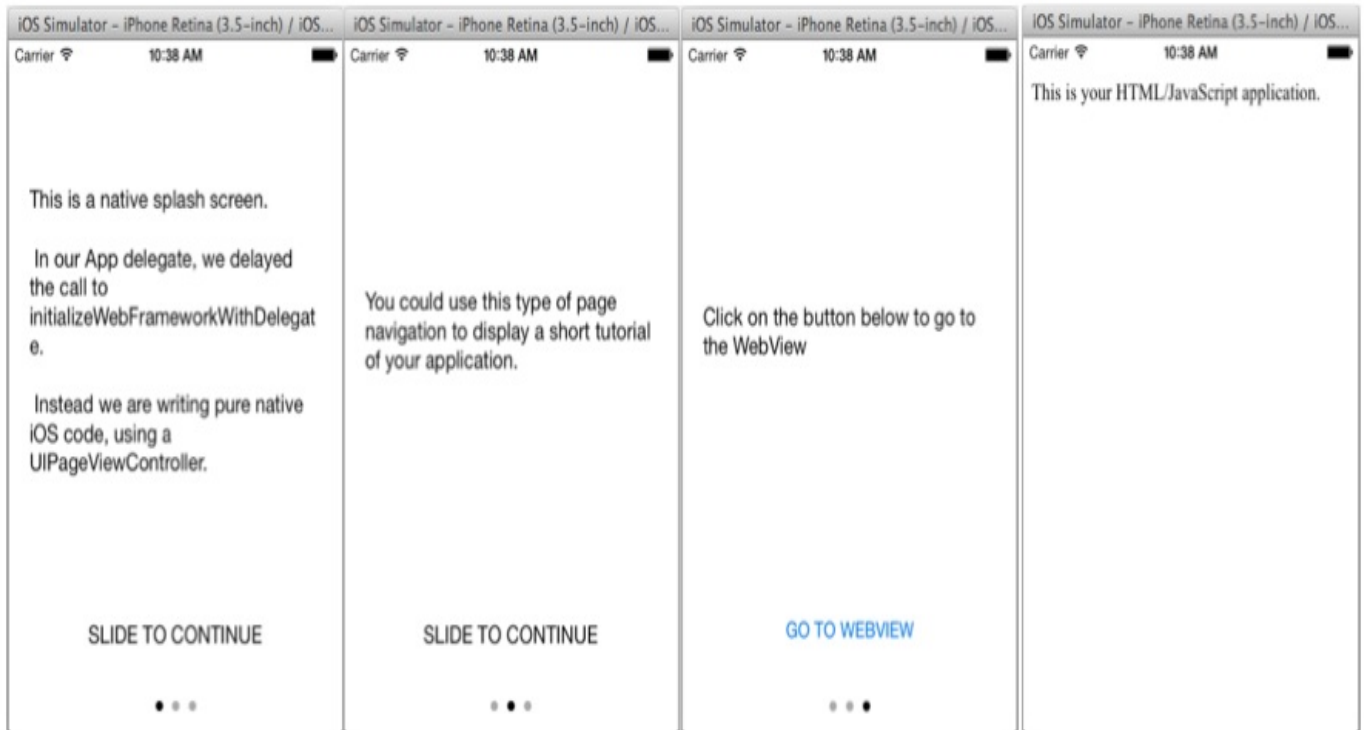 iOS Simulator – iPhone Retina (3.5-inch) / iOS...
Carrier 10:38 AM
This is a native splash screen.
In our App delegate, we delayed
the call to
initializeWebFrameworkWithDelegat
e.
Instead we are writing pure native
iOS code, using a
UIPageViewController.
SLIDE TO CONTINUE
iOS Simulator – iPhone Retina (3.5-inch) / iOS...
Carrier 10:38 AM
You could use this type of page
navigation to display a short tutorial
of your application.
SLIDE TO CONTINUE
iOS Simulator – iPhone Retina (3.5-inch) / iOS...
Carrier 10:38 AM
Click on the button below to go to
the WebView
GO TO WEBVIEW
iOS Simulator – iPhone Retina (3.5-inch) / iOS...
Carrier 10:38 AM
This is your HTML/JavaScript application.